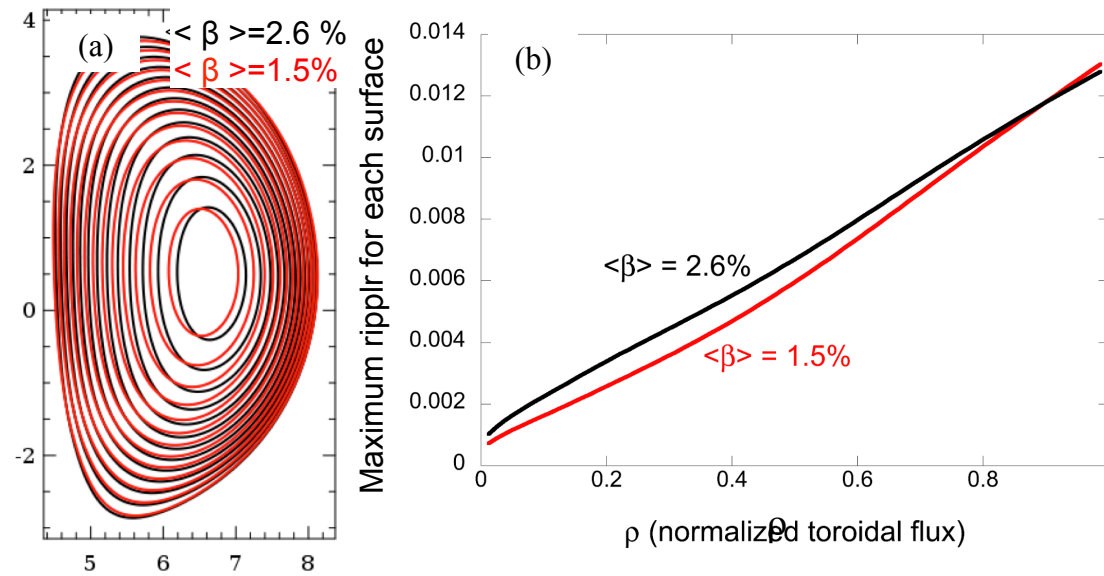 (a)
< β >=2.6 %
< β >=1.5%
4
2
0
-2
5
6
7
8
(b)
Maximum ripplr for each surface
0.014
0.012
0.01
0.008
0.006
0.004
0.002
0
<β> = 2.6%
<β> = 1.5%
0
0.2
0.4
0.6
0.8
ρ (normalized toroidal flux)
ρ